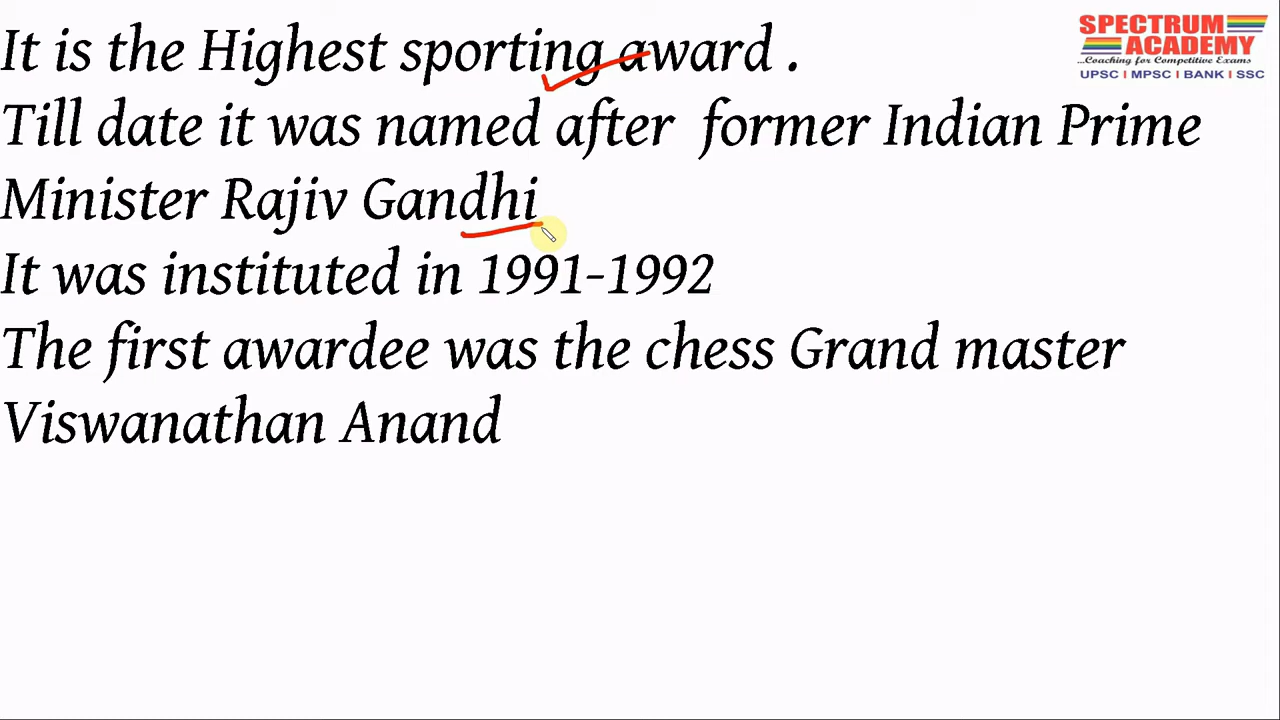 It is the Highest sporting award .
Till date it was named after former Indian Prime
Minister Rajiv Gandhi
It was instituted in 1991-1992
The first awardee was the chess Grand master
Viswanathan Anand
SPECTRUM
ACADEMY
...Coaching for Competitive Exams
UPSC I MPSC I BANK I SSC